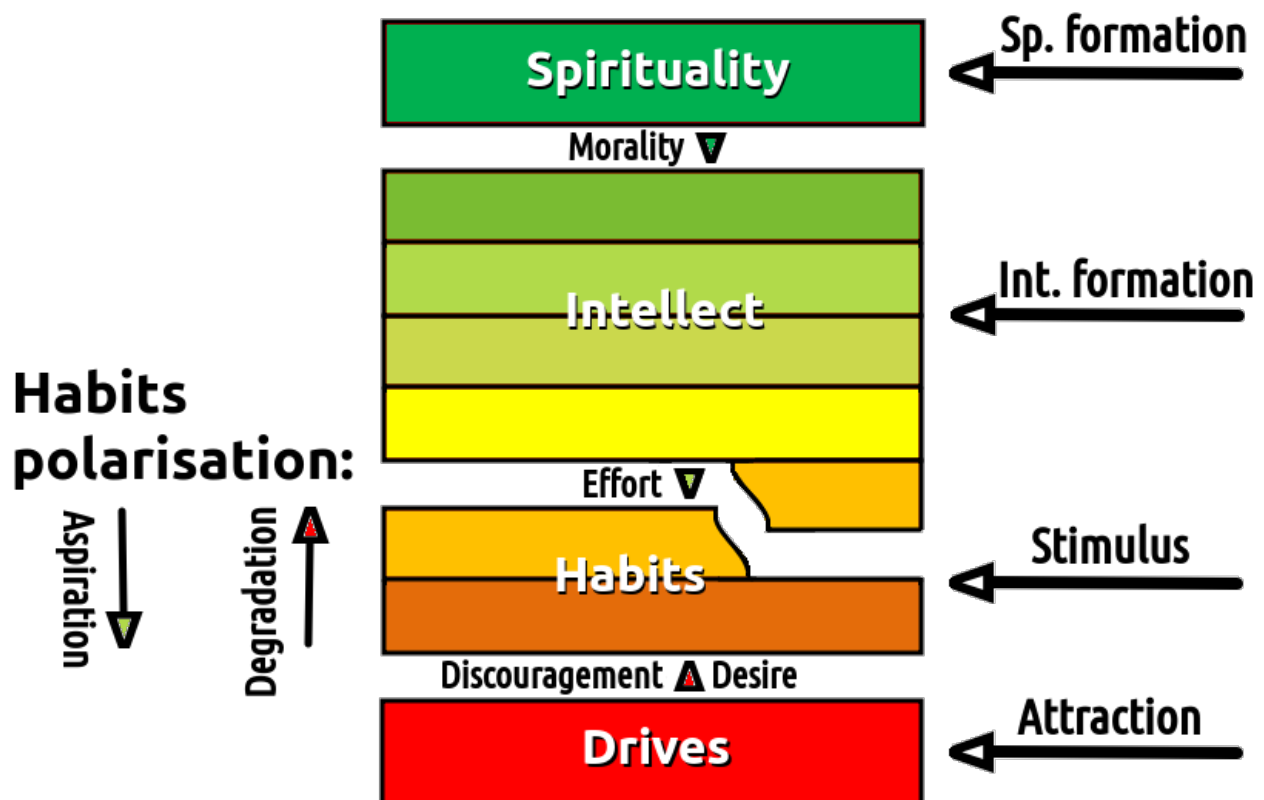 Spirituality
Sp. formation
Morality
Intellect
Int. formation
Habits
polarisation:
Aspiration
Degradation
Effort
Habits
Stimulus
Discouragement Desire
Drives
Attraction